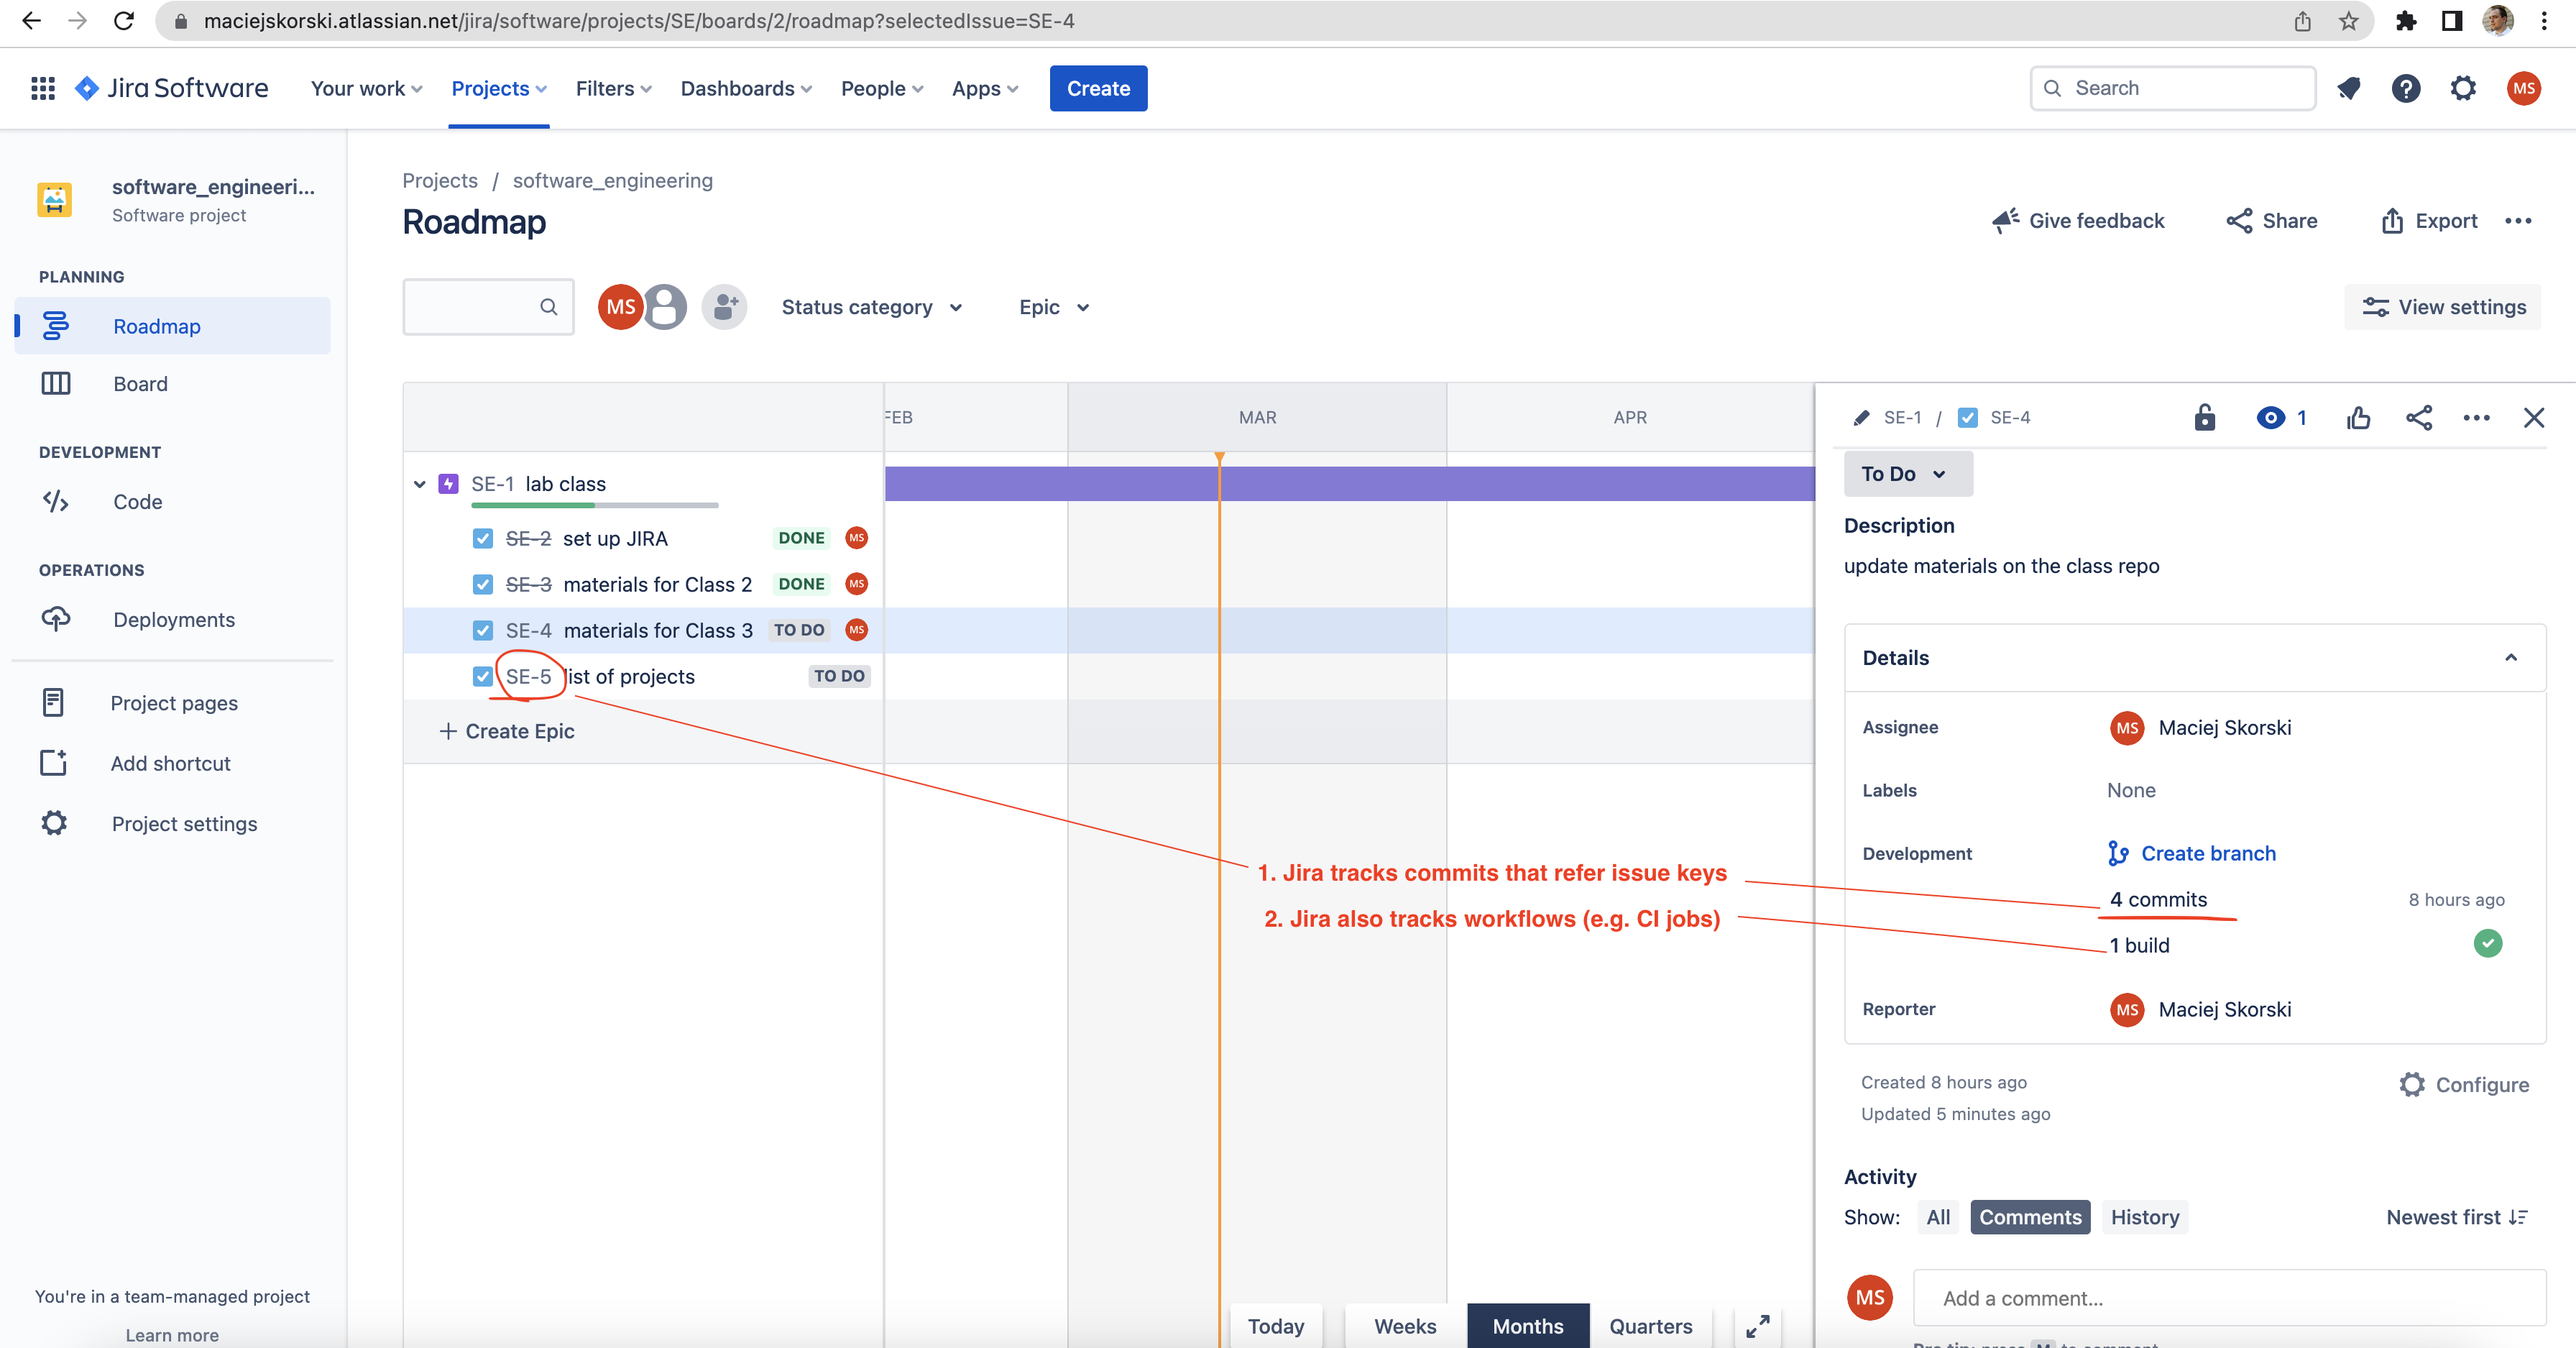 maciejskorski.atlassian.net/jira/software/projects/SE/boards/2/roadmap?selectedIssue=SE-4
Jira Software
Your work
Projects
Filters
Dashboards
People
Apps
Create
Search
MS
software_engineeri...
Software project
PLANNING
Roadmap
Board
DEVELOPMENT
Code
OPERATIONS
Deployments
Project pages
Add shortcut
Project settings
You're in a team-managed project
Learn more
Projects / software_engineering
Roadmap
Give feedback
Share
Export
MS
Status category
Epic
View settings
FEB
MAR
APR
SE-1 lab class
SE-2 set up JIRA DONE MS
SE-3 materials for Class 2 DONE MS
SE-4 materials for Class 3 TO DO MS
SE-5 list of projects TO DO
+ Create Epic
1. Jira tracks commits that refer issue keys
2. Jira also tracks workflows (e.g. CI jobs)
Today
Weeks
Months
Quarters
SE-1 / SE-4
1
To Do
Description
update materials on the class repo
Details
Assignee MS Maciej Skorski
Labels None
Development Create branch
4 commits 8 hours ago
1 build
Reporter MS Maciej Skorski
Created 8 hours ago
Configure
Updated 5 minutes ago
Activity
Show: All Comments History Newest first
MS Add a comment...